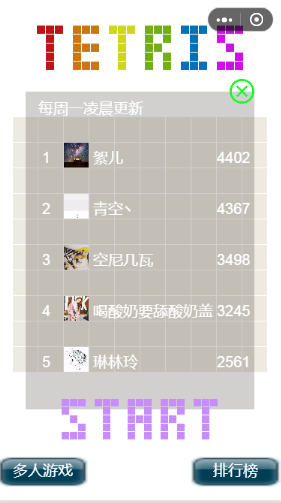 TETRIS
每周一凌晨更新
1 絮儿 4402
2 青空丶 4367
3 空尼几瓦 3498
4 喝酸奶要舔酸奶盖 3245
5 琳林玲 2561
START
多人游戏 排行榜